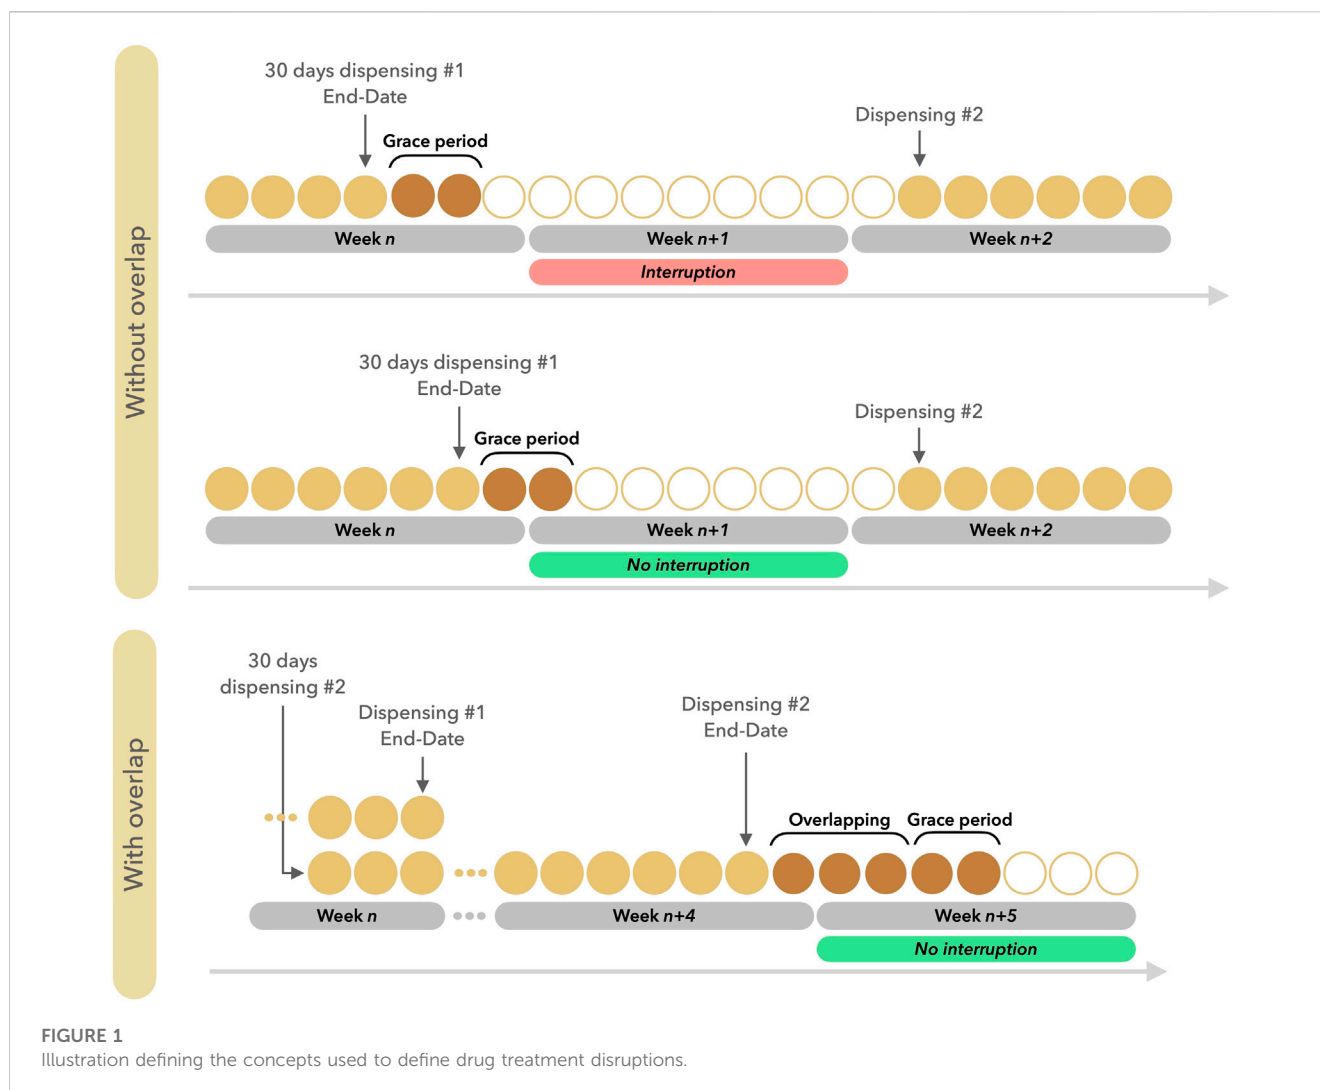 Without overlap
30 days dispensing #1
End-Date
Grace period
Dispensing #2
Week n
Week n+1
Week n+2
Interruption
30 days dispensing #1
End-Date
Grace period
Dispensing #2
Week n
Week n+1
Week n+2
No interruption
With overlap
30 days
dispensing #2
Dispensing #1
End-Date
Dispensing #2
End-Date
Overlapping
Grace period
Week n
Week n+4
Week n+5
No interruption
FIGURE 1
Illustration defining the concepts used to define drug treatment disruptions.